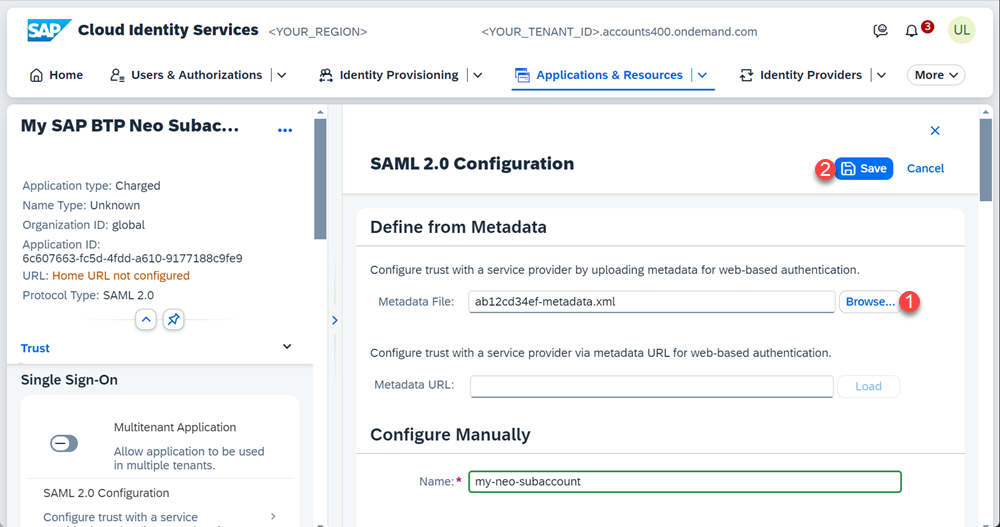 SAP Cloud Identity Services <YOUR_REGION> <YOUR_TENANT_ID>.accounts400.ondemand.com 3 UL
Home Users & Authorizations Identity Provisioning Applications & Resources Identity Providers More
My SAP BTP Neo Subac...
Application type: Charged
Name Type: Unknown
Organization ID: global
Application ID:
6c607663-fc5d-4fdd-a610-9177188c9fe9
URL: Home URL not configured
Protocol Type: SAML 2.0
Trust
Single Sign-On
Multitenant Application
Allow application to be used
in multiple tenants.
SAML 2.0 Configuration
Configure trust with a service
SAML 2.0 Configuration
2 Save Cancel
Define from Metadata
Configure trust with a service provider by uploading metadata for web-based authentication.
Metadata File: ab12cd34ef-metadata.xml Browse... 1
Configure trust with a service provider via metadata URL for web-based authentication.
Metadata URL: Load
Configure Manually
Name:* my-neo-subaccount